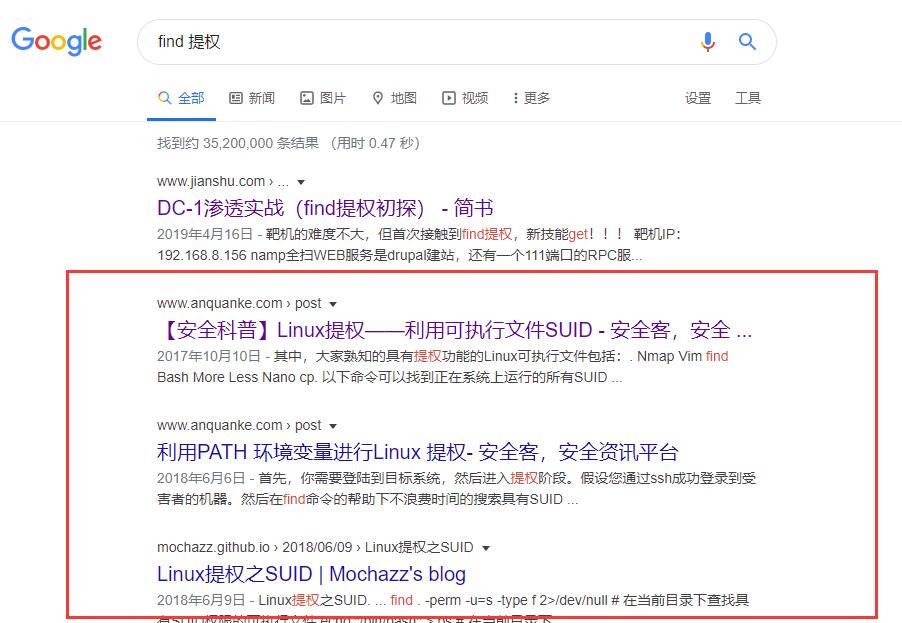 Google
find 提权
全部 新闻 图片 地图 视频 更多 设置 工具
找到约 35,200,000 条结果 （用时 0.47 秒）
www.jianshu.com › ...
DC-1渗透实战（find提权初探） - 简书
2019年4月16日 - 靶机的难度不大，但首次接触到find提权，新技能get！！！ 靶机IP：
192.168.8.156 namp全扫WEB服务是drupal建站，还有一个111端口的RPC服...
www.anquanke.com › post
【安全科普】Linux提权——利用可执行文件SUID - 安全客，安全 ...
2017年10月10日 - 其中，大家熟知的具有提权功能的Linux可执行文件包括：. Nmap Vim find
Bash More Less Nano cp. 以下命令可以找到正在系统上运行的所有SUID ...
www.anquanke.com › post
利用PATH 环境变量进行Linux 提权- 安全客，安全资讯平台
2018年6月6日 - 首先，你需要登陆到目标系统，然后进入提权阶段。假设您通过ssh成功登录到受
害者的机器。然后在find命令的帮助下不浪费时间的搜索具有SUID ...
mochazz.github.io › 2018/06/09 › Linux提权之SUID
Linux提权之SUID | Mochazz's blog
2018年6月9日 - Linux提权之SUID. ... find . -perm -u=s -type f 2>/dev/null # 在当前目录下查找具